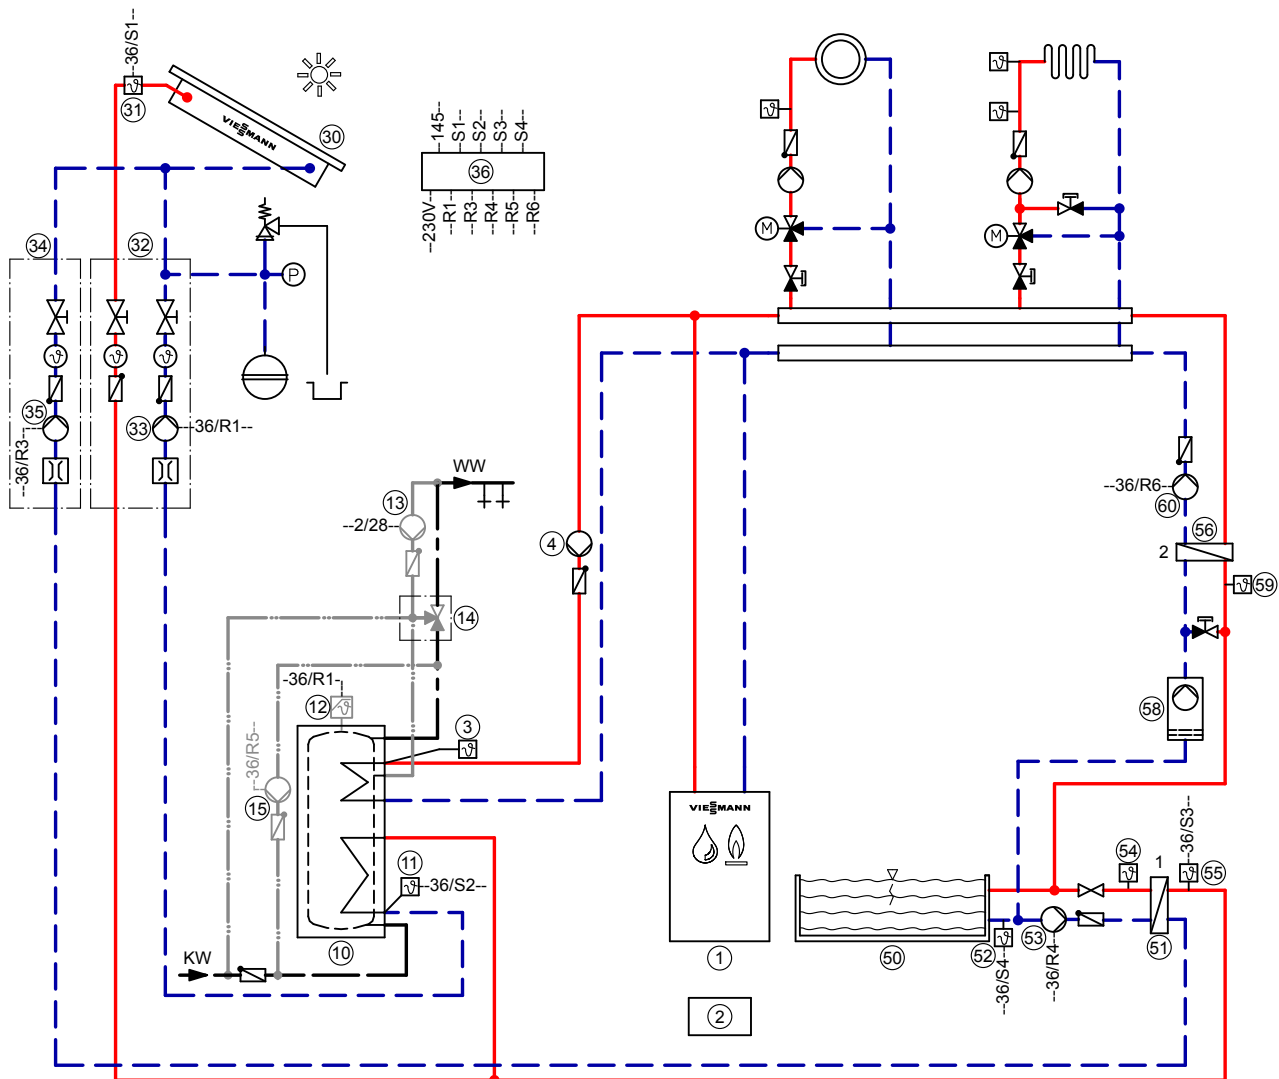 --36/S1--
31
VIESMANN
30
--145--
S1--
S2--
S3--
S4--
36
--230V--
--R1--
--R3--
--R4--
--R5--
--R6--
34
32
P
M
M
35
33
--36/R1--
--36/R3--
WW
13
--2/28--
4
--36/R6--
60
56
2
59
14
-36/R1-
12
3
--36/R5--
15
58
VIESMANN
11
--36/S2--
54
1
--36/S3--
55
KW
10
1
50
52
53
51
--36/S4--
--36/R4--
2